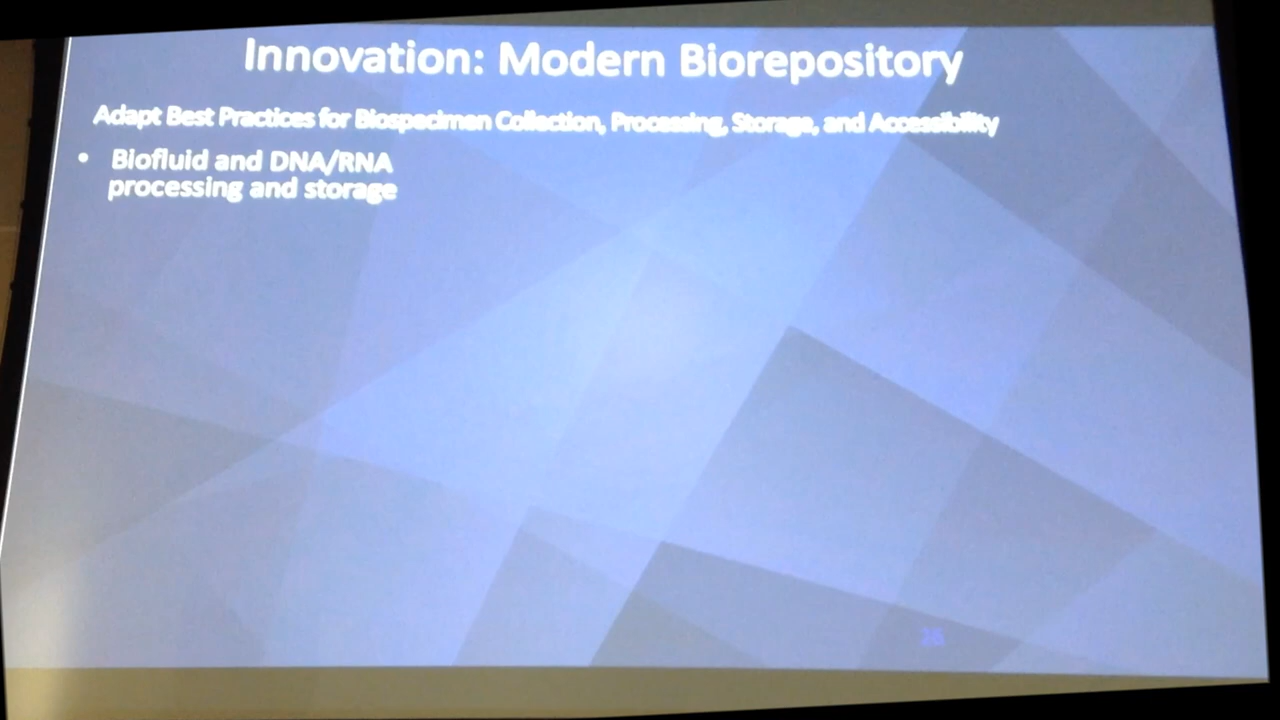 Innovation: Modern Biorepository
Adapt Best Practices for Biospecimen Collection, Processing, Storage, and Accessibility
• Biofluid and DNA/RNA
processing and storage